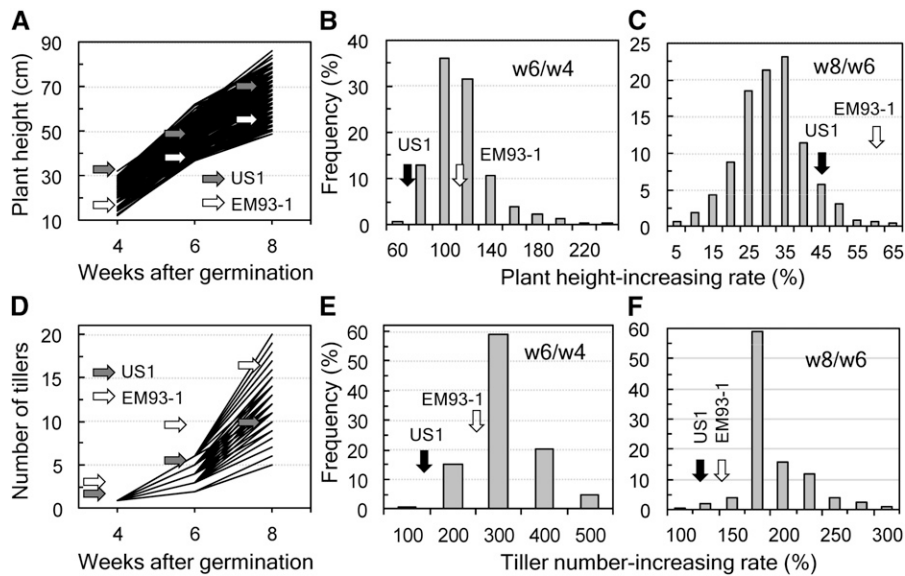 A
Plant height (cm)
90
70
50
30
10
US1
EM93-1
4 6 8
Weeks after germination
B
Frequency (%)
40
30
20
10
0
w6/w4
US1
EM93-1
60 100 140 180 220
C
25
20
15
10
5
0
w8/w6
EM93-1
US1
5 15 25 35 45 55 65
Plant height-increasing rate (%)
D
Number of tillers
20
15
10
5
0
US1
EM93-1
4 6 8
Weeks after germination
E
Frequency (%)
60
50
40
30
20
10
0
w6/w4
EM93-1
US1
100 200 300 400 500
F
60
50
40
30
20
10
0
w8/w6
US1
EM93-1
100 150 200 250 300
Tiller number-increasing rate (%)